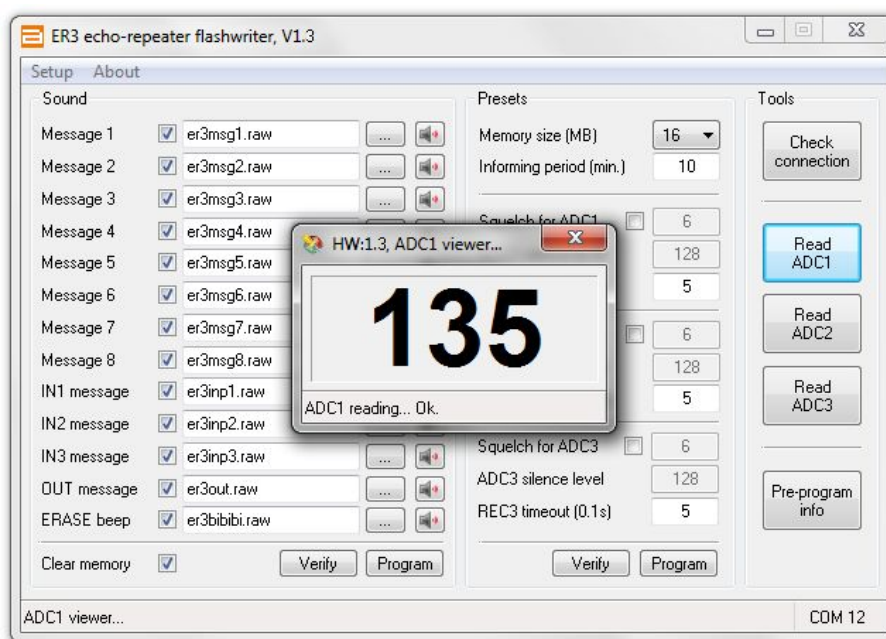 ER3 echo-repeater flashwriter, V1.3
Setup About
Sound
Message 1 er3msg1.raw ...
Message 2 er3msg2.raw ...
Message 3 er3msg3.raw ...
Message 4 er3msg4.raw
Message 5 er3msg5.raw
Message 6 er3msg6.raw
Message 7 er3msg7.raw
Message 8 er3msg8.raw
IN1 message er3inp1.raw
IN2 message er3inp2.raw
IN3 message er3inp3.raw ...
OUT message er3out.raw ...
ERASE beep er3bibibi.raw ...
Clear memory Verify Program
Presets
Memory size (MB) 16
Informing period (min.) 10
Squelch for ADC1 6
128
5
6
128
5
Squelch for ADC3 6
ADC3 silence level 128
REC3 timeout (0.1s) 5
Verify Program
Tools
Check
connection
Read
ADC1
Read
ADC2
Read
ADC3
Pre-program
info
HW:1.3, ADC1 viewer...
135
ADC1 reading... Ok.
ADC1 viewer... COM 12